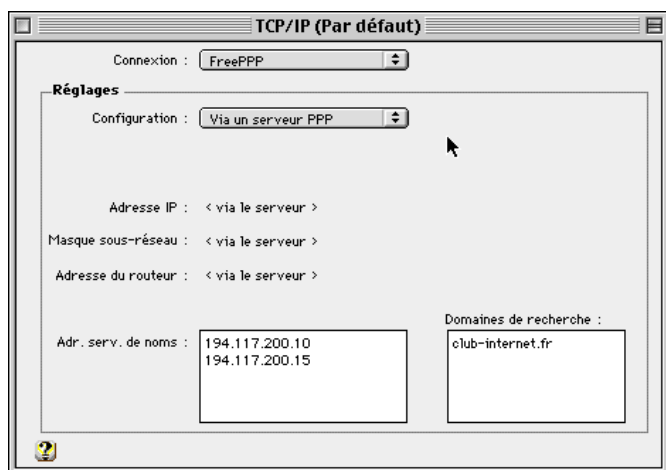 TCP/IP (Par défaut)
Connexion : FreePPP
Réglages
Configuration : Via un serveur PPP
Adresse IP : < via le serveur >
Masque sous-réseau : < via le serveur >
Adresse du routeur : < via le serveur >
Domaines de recherche :
Adr. serv. de noms : 194.117.200.10 club-internet.fr
194.117.200.15
?